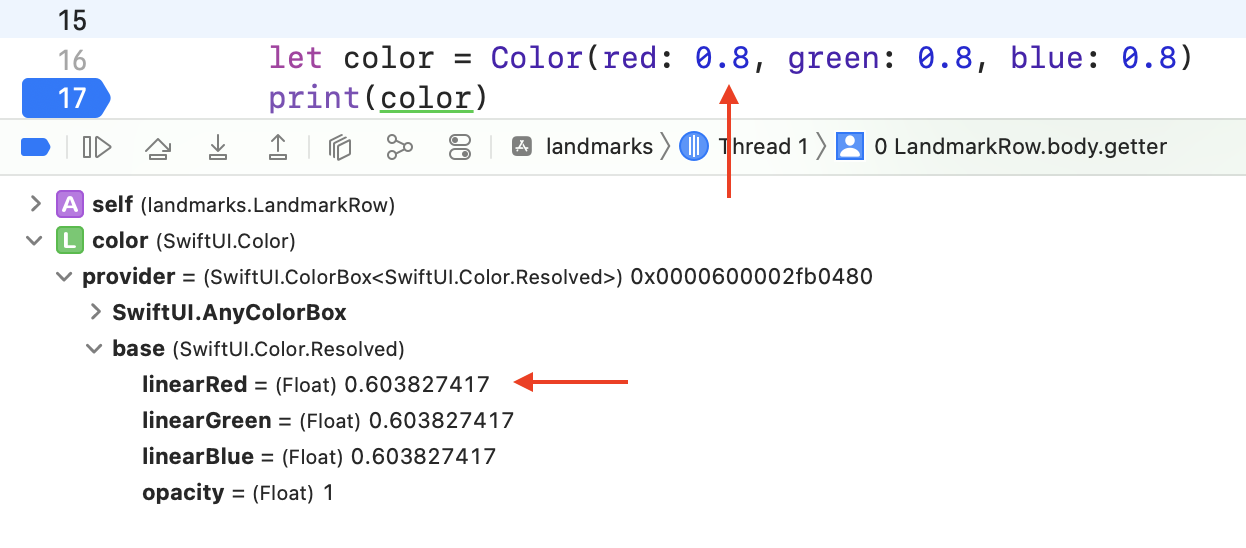 15
16 let color = Color(red: 0.8, green: 0.8, blue: 0.8)
17 print(color)
landmarks Thread 1 0 LandmarkRow.body.getter
A self (landmarks.LandmarkRow)
L color (SwiftUI.Color)
provider = (SwiftUI.ColorBox<SwiftUI.Color.Resolved>) 0x0000600002fb0480
SwiftUI.AnyColorBox
base (SwiftUI.Color.Resolved)
linearRed = (Float) 0.603827417
linearGreen = (Float) 0.603827417
linearBlue = (Float) 0.603827417
opacity = (Float) 1